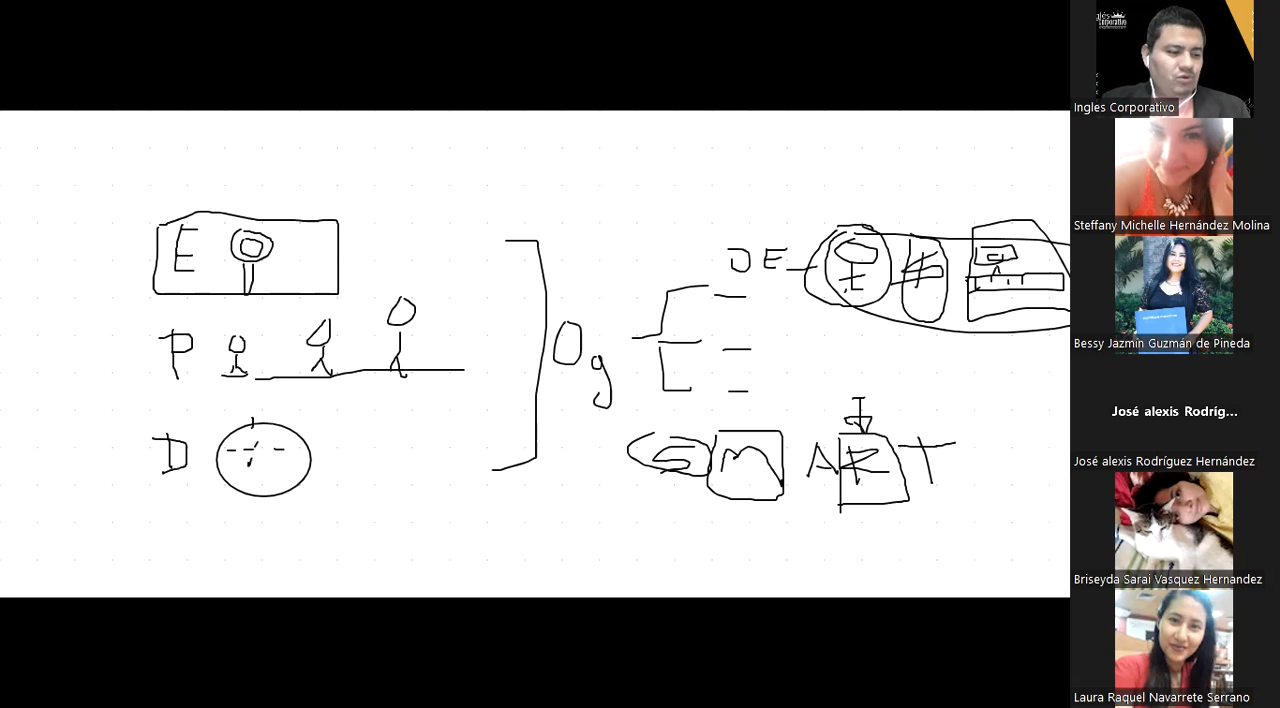 E
P
D
Og
DE
SMART
Ingles Corporativo
Steffany Michelle Hernández Molina
Bessy Jazmín Guzmán de Pineda
José alexis Rodríg...
José alexis Rodríguez Hernández
Briseyda Sarai Vasquez Hernandez
Laura Raquel Navarrete Serrano